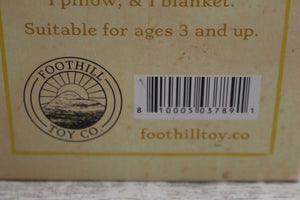 1 pillow, & 1 blanket.
Suitable for ages 3 and up.
FOOTHILL
TOY CO.
8 10005 03789 1
foothilltoy.co